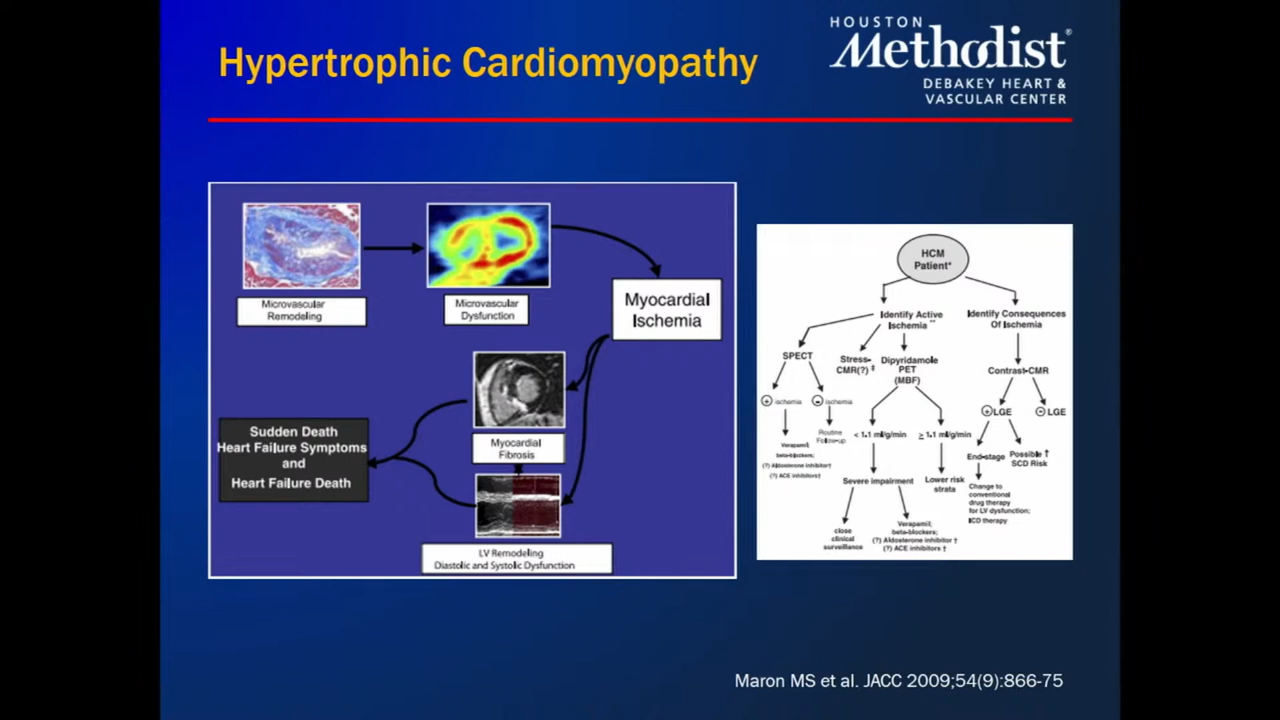 Hypertrophic Cardiomyopathy
HOUSTON
Methodist®
DEBAKEY HEART &
VASCULAR CENTER
Microvascular
Remodeling
Microvascular
Dysfunction
Myocardial
Ischemia
Myocardial
Fibrosis
Sudden Death
Heart Failure Symptoms
and
Heart Failure Death
LV Remodeling
Diastolic and Systolic Dysfunction
HCM
Patient*
Identify Active
Ischemia**
Identify Consequences
Of Ischemia
SPECT
Stress-
CMR(?) ‡
Dipyridamole
PET
(MBF)
Contrast-CMR
+ ischemia
- ischemia
+ LGE
- LGE
Routine
Follow-up
< 1.1 ml/g/min
≥ 1.1 ml/g/min
Verapamil;
beta-blockers;
(?) Aldosterone inhibitor†
(?) ACE inhibitors†
End-stage
Possible †
SCD Risk
Severe impairment
Lower risk
strata
Change to
conventional
drug therapy
for LV dysfunction;
ICD therapy
close
clinical
surveillance
Verapamil;
beta-blockers;
(?) Aldosterone inhibitor †
(?) ACE inhibitors †
Maron MS et al. JACC 2009;54(9):866-75